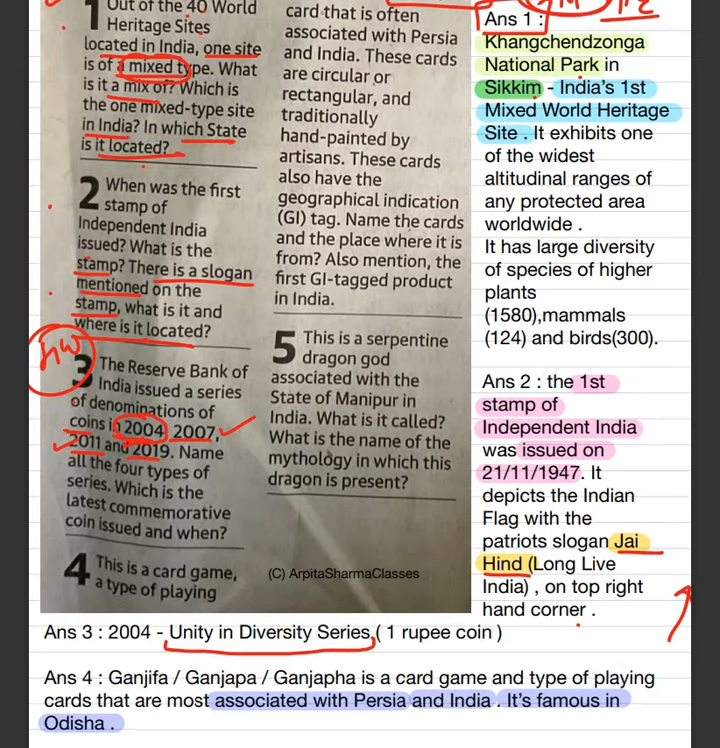 1 Out of the 40 World
Heritage Sites
located in India, one site
is of a mixed type. What
is it a mix of? Which is
the one mixed-type site
in India? In which State
is it located?
2 When was the first
stamp of
Independent India
issued? What is the
stamp? There is a slogan
mentioned on the
stamp, what is it and
where is it located?
HW
3 The Reserve Bank of
India issued a series
of denominations of
coins in 2004, 2007,
2011 and 2019. Name
all the four types of
series. Which is the
latest commemorative
coin issued and when?
4 This is a card game,
a type of playing
card that is often
associated with Persia
and India. These cards
are circular or
rectangular, and
traditionally
hand-painted by
artisans. These cards
also have the
geographical indication
(GI) tag. Name the cards
and the place where it is
from? Also mention, the
first GI-tagged product
in India.
5 This is a serpentine
dragon god
associated with the
State of Manipur in
India. What is it called?
What is the name of the
mythology in which this
dragon is present?
(C) ArpitaSharmaClasses
Ans 1 :
Khangchendzonga
National Park in
Sikkim - India's 1st
Mixed World Heritage
Site . It exhibits one
of the widest
altitudinal ranges of
any protected area
worldwide .
It has large diversity
of species of higher
plants
(1580),mammals
(124) and birds(300).
Ans 2 : the 1st
stamp of
Independent India
was issued on
21/11/1947. It
depicts the Indian
Flag with the
patriots slogan Jai
Hind (Long Live
India) , on top right
hand corner .
Ans 3 : 2004 - Unity in Diversity Series ( 1 rupee coin )
Ans 4 : Ganjifa / Ganjapa / Ganjapha is a card game and type of playing
cards that are most associated with Persia and India . It's famous in
Odisha .